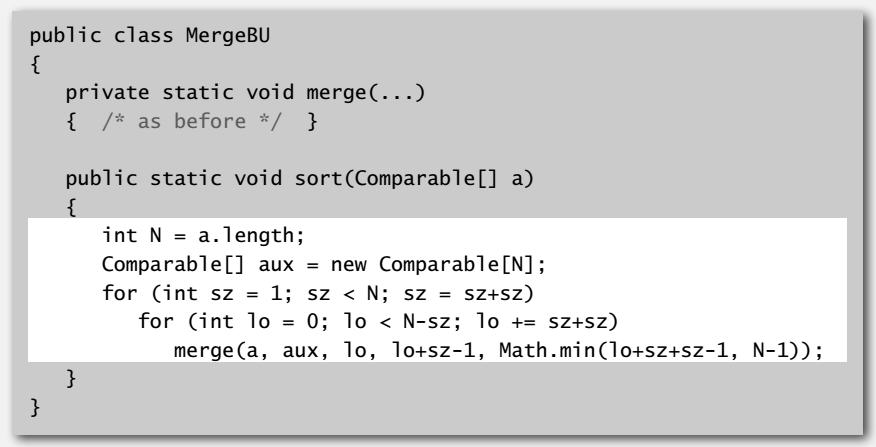 public class MergeBU
{
   private static void merge(...)
   {  /* as before */  }

   public static void sort(Comparable[] a)
   {
      int N = a.length;
      Comparable[] aux = new Comparable[N];
      for (int sz = 1; sz < N; sz = sz+sz)
         for (int lo = 0; lo < N-sz; lo += sz+sz)
            merge(a, aux, lo, lo+sz-1, Math.min(lo+sz+sz-1, N-1));
   }
}